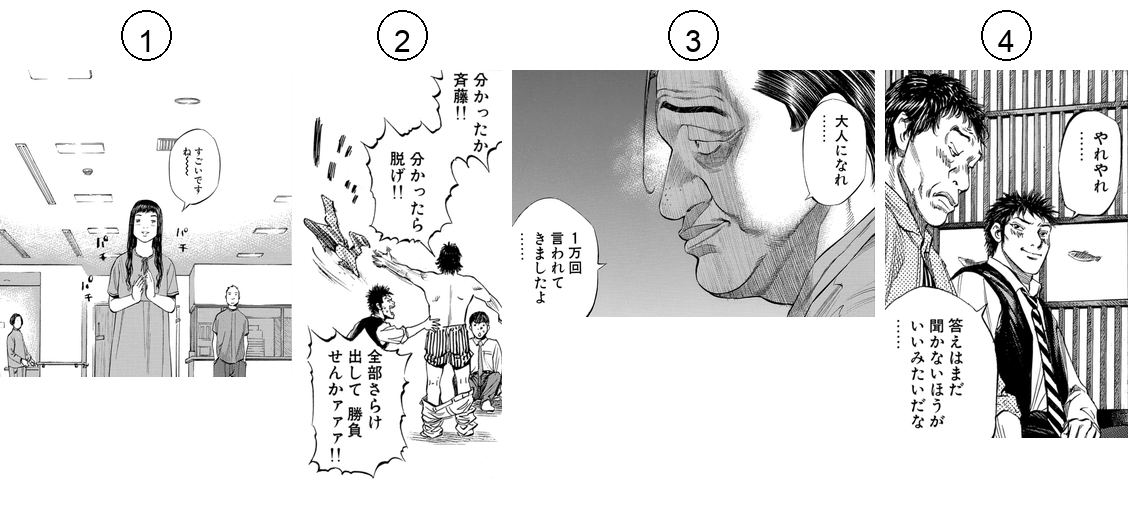 1
2
3
4
すごいです
ね〜〜〜
パチ
パチ
パチ
分かったか
斉藤!!
分かったら
脱げ!!
全部さらけ
出して 勝負
せんかァァァ!!
大人になれ
……
1万回
言われて
きましたよ
……
やれやれ
……
答えはまだ
聞かないほうが
いいみたいだな
……